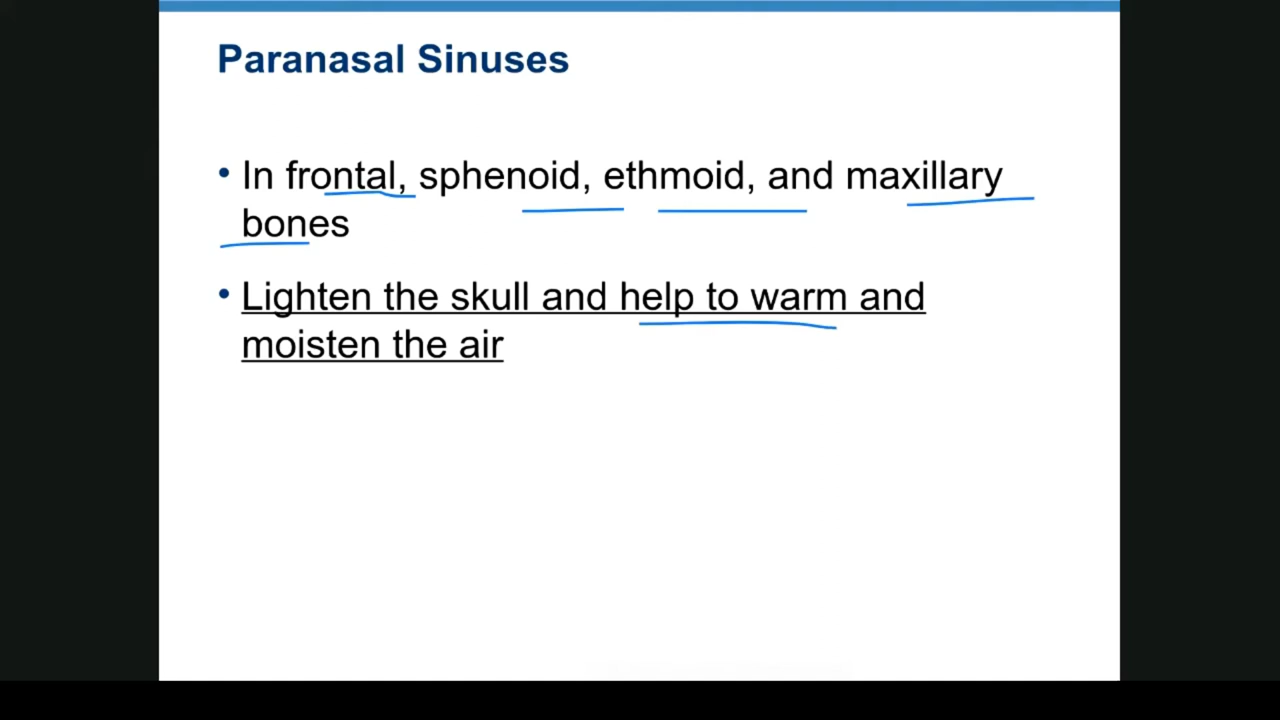 Paranasal Sinuses
• In frontal, sphenoid, ethmoid, and maxillary
bones
• Lighten the skull and help to warm and
moisten the air